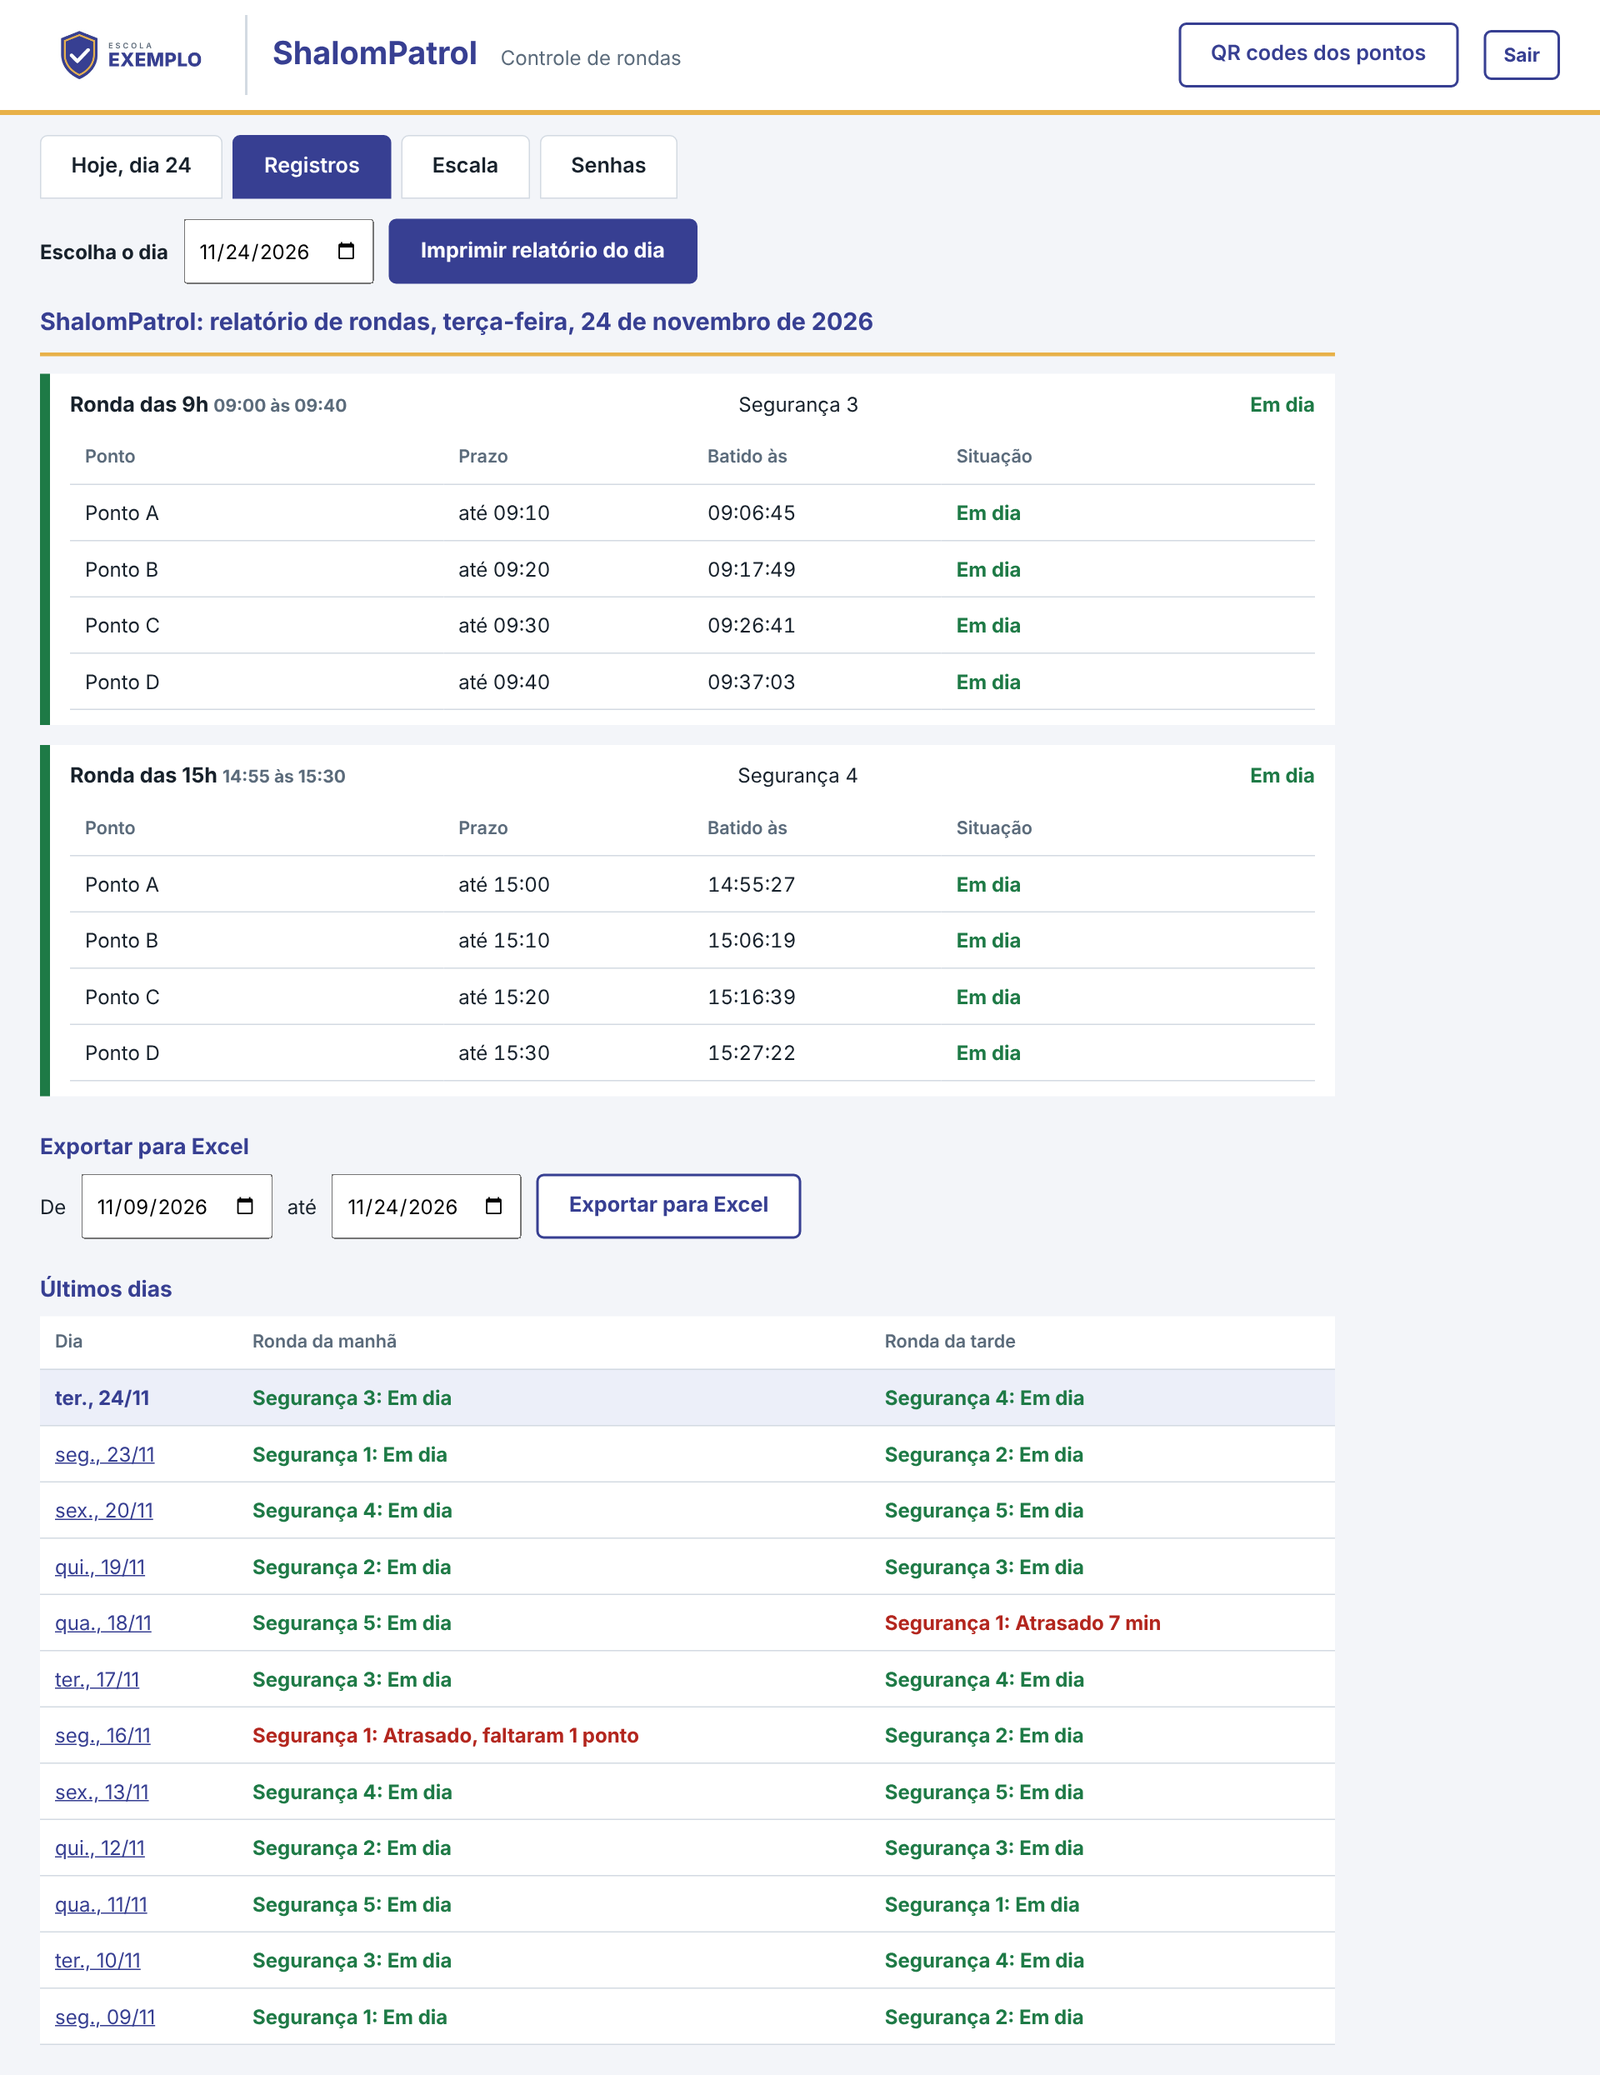 ESCOLA
EXEMPLO
ShalomPatrol Controle de rondas
QR codes dos pontos
Sair
Hoje, dia 24
Registros
Escala
Senhas
Escolha o dia 11/24/2026 Imprimir relatório do dia
ShalomPatrol: relatório de rondas, terça-feira, 24 de novembro de 2026
Ronda das 9h 09:00 às 09:40 Segurança 3 Em dia
Ponto Prazo Batido às Situação
Ponto A até 09:10 09:06:45 Em dia
Ponto B até 09:20 09:17:49 Em dia
Ponto C até 09:30 09:26:41 Em dia
Ponto D até 09:40 09:37:03 Em dia
Ronda das 15h 14:55 às 15:30 Segurança 4 Em dia
Ponto Prazo Batido às Situação
Ponto A até 15:00 14:55:27 Em dia
Ponto B até 15:10 15:06:19 Em dia
Ponto C até 15:20 15:16:39 Em dia
Ponto D até 15:30 15:27:22 Em dia
Exportar para Excel
De 11/09/2026 até 11/24/2026 Exportar para Excel
Últimos dias
Dia Ronda da manhã Ronda da tarde
ter., 24/11 Segurança 3: Em dia Segurança 4: Em dia
seg., 23/11 Segurança 1: Em dia Segurança 2: Em dia
sex., 20/11 Segurança 4: Em dia Segurança 5: Em dia
qui., 19/11 Segurança 2: Em dia Segurança 3: Em dia
qua., 18/11 Segurança 5: Em dia Segurança 1: Atrasado 7 min
ter., 17/11 Segurança 3: Em dia Segurança 4: Em dia
seg., 16/11 Segurança 1: Atrasado, faltaram 1 ponto Segurança 2: Em dia
sex., 13/11 Segurança 4: Em dia Segurança 5: Em dia
qui., 12/11 Segurança 2: Em dia Segurança 3: Em dia
qua., 11/11 Segurança 5: Em dia Segurança 1: Em dia
ter., 10/11 Segurança 3: Em dia Segurança 4: Em dia
seg., 09/11 Segurança 1: Em dia Segurança 2: Em dia